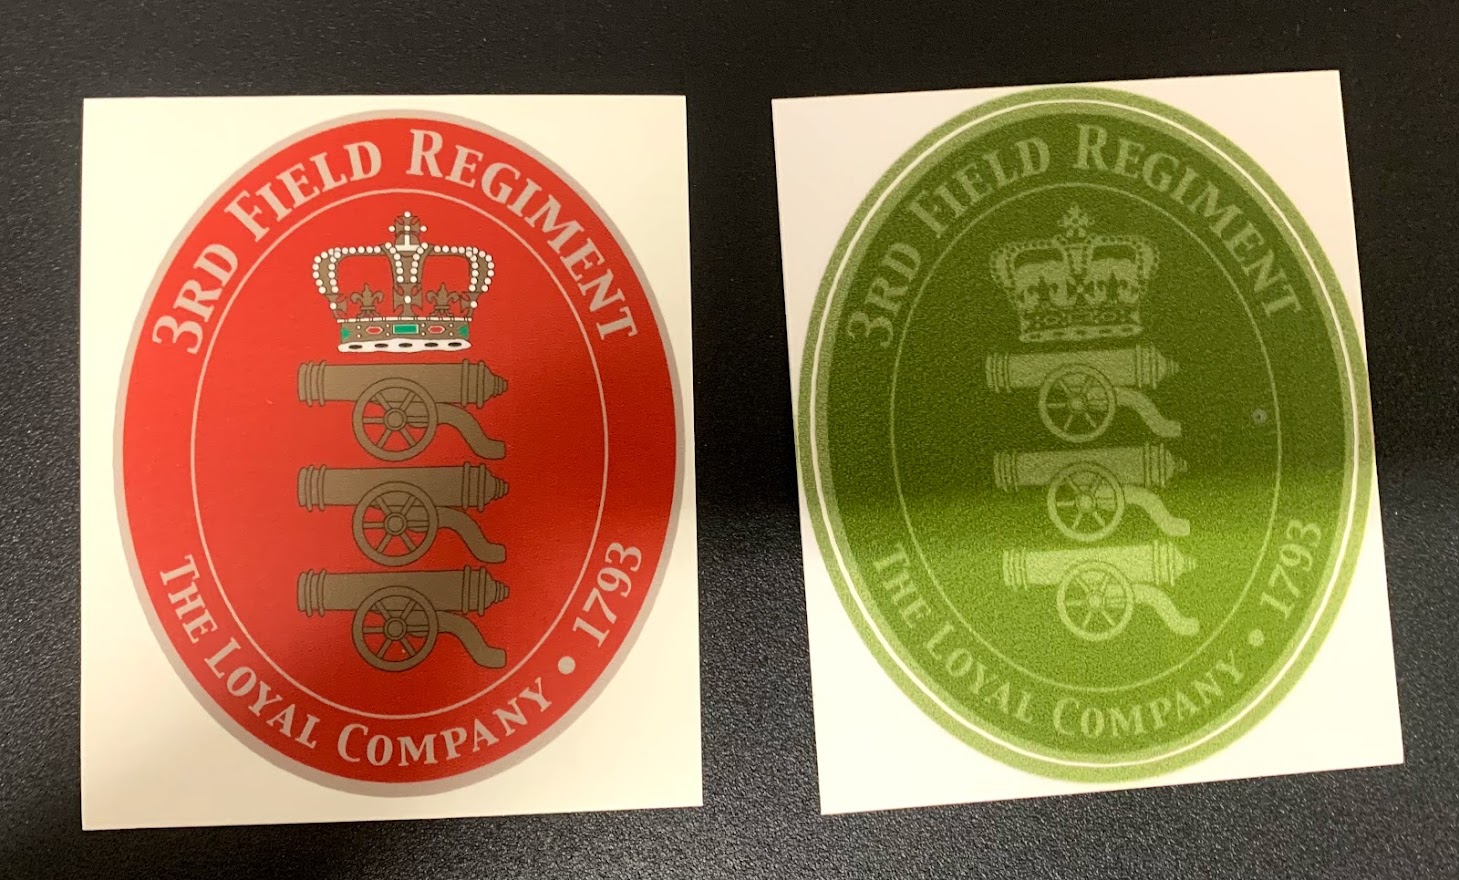 3RD FIELD REGIMENT
THE LOYAL COMPANY • 1793
3RD FIELD REGIMENT
THE LOYAL COMPANY • 1793